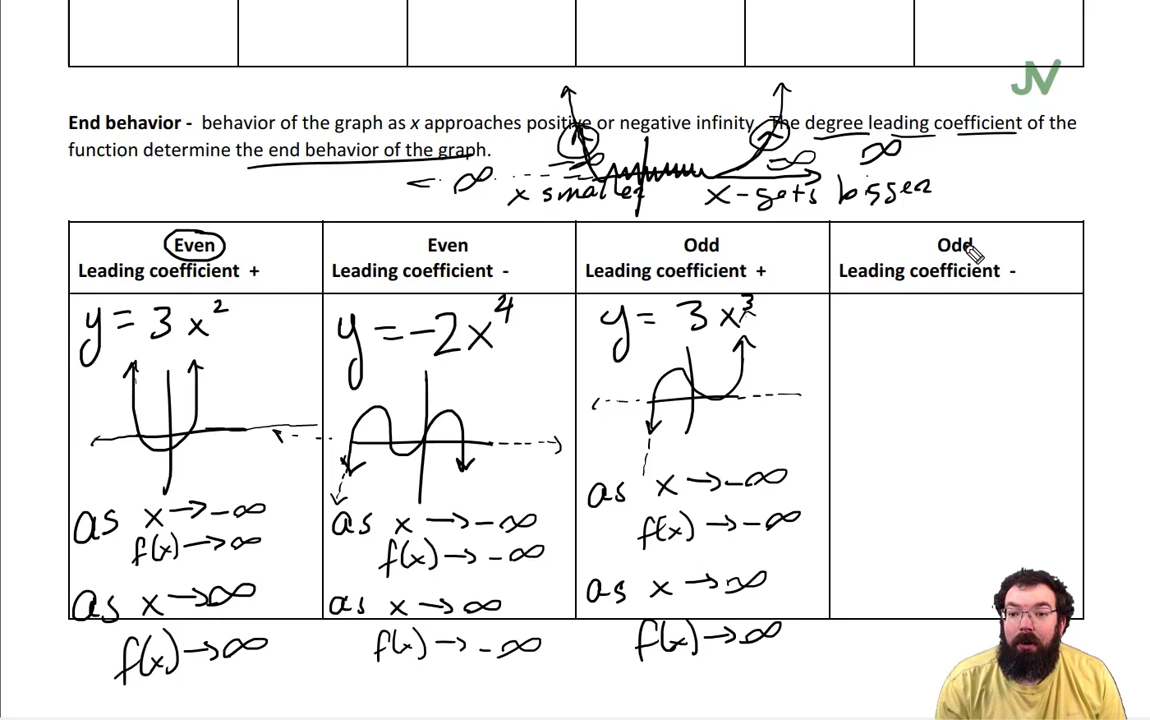 JV
End behavior - behavior of the graph as x approaches positive or negative infinity. The degree leading coefficient of the
function determine the end behavior of the graph.
← ∞ x smaller -∞ ∞ x-gets bigger ∞
Even
Leading coefficient +
y = 3x²
as x → -∞
f(x) → ∞
as x → ∞
f(x) → ∞
Even
Leading coefficient -
y = -2x⁴
as x → -∞
f(x) → -∞
as x → ∞
f(x) → -∞
Odd
Leading coefficient +
y = 3x³
as x → -∞
f(x) → -∞
as x → ∞
f(x) → ∞
Odd
Leading coefficient -